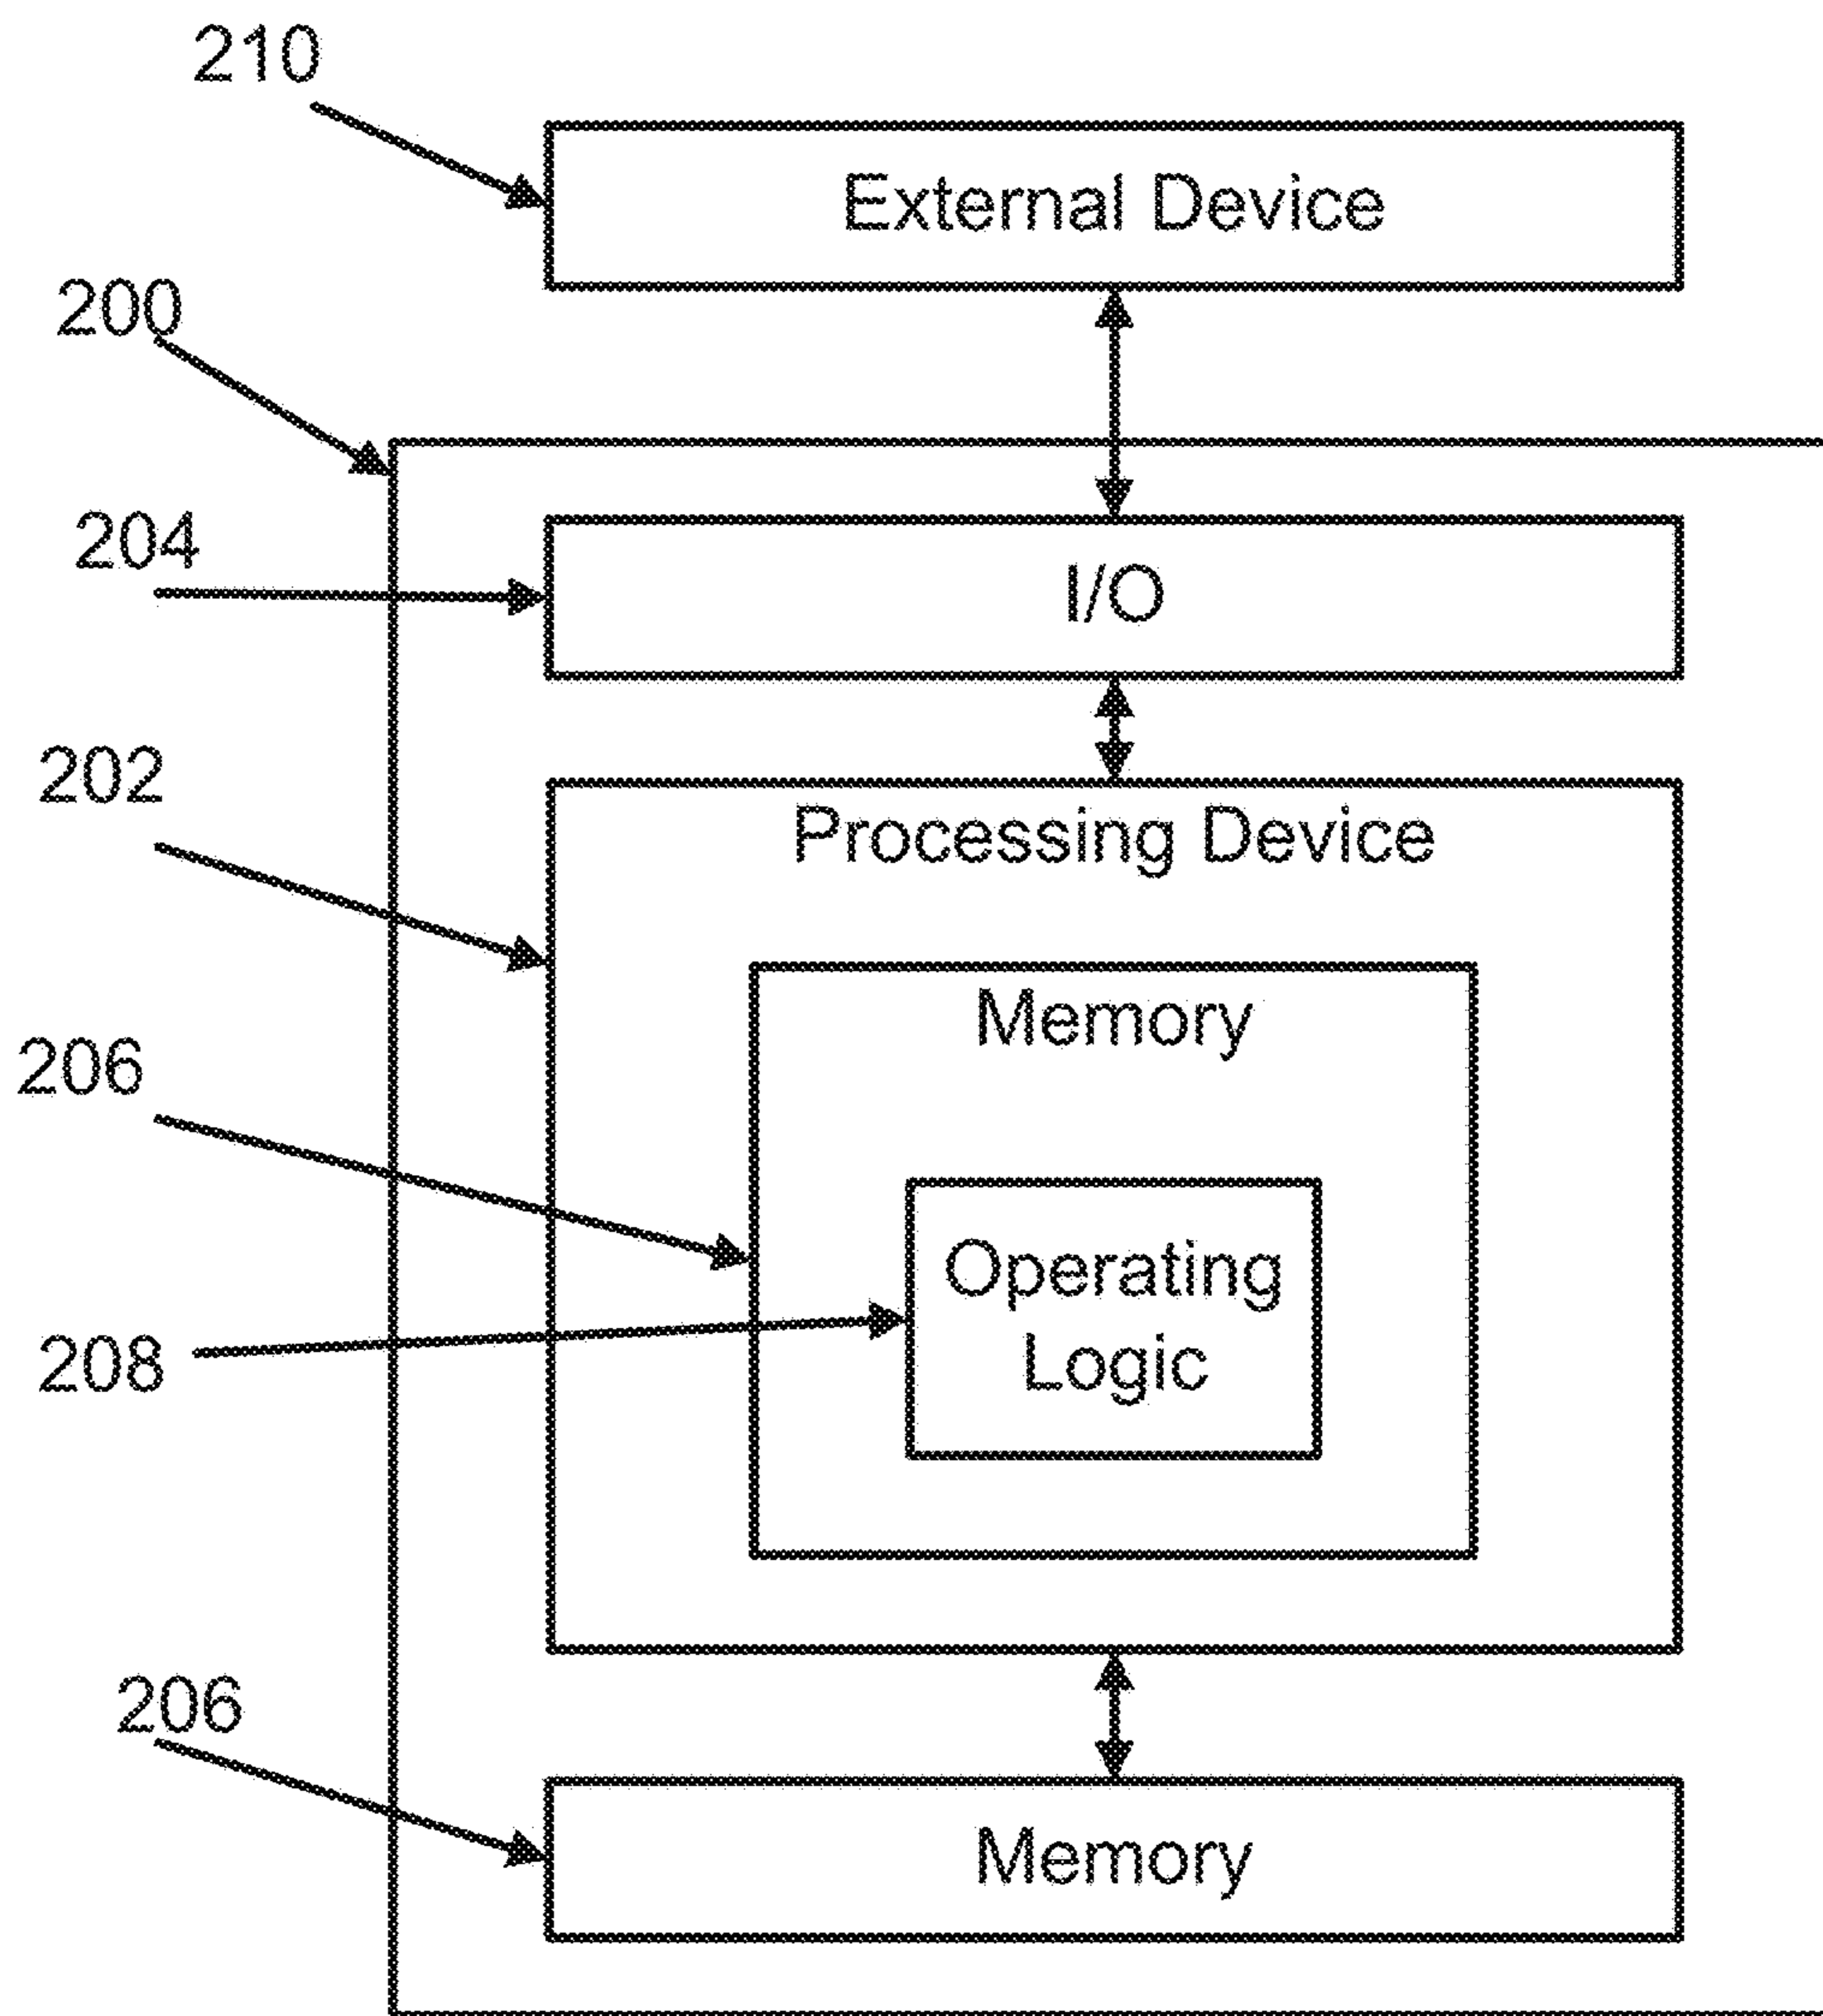 210
External Device
200
204
I/O
202
Processing Device
Memory
206
Operating
Logic
208
206
Memory